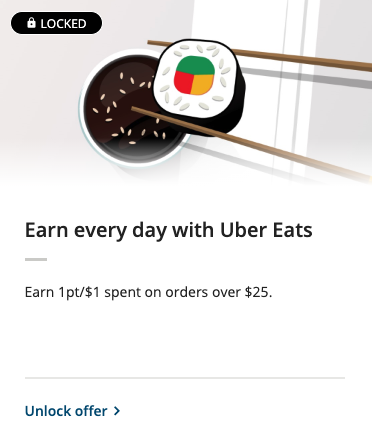 LOCKED
Earn every day with Uber Eats
Earn 1pt/$1 spent on orders over $25.
Unlock offer >